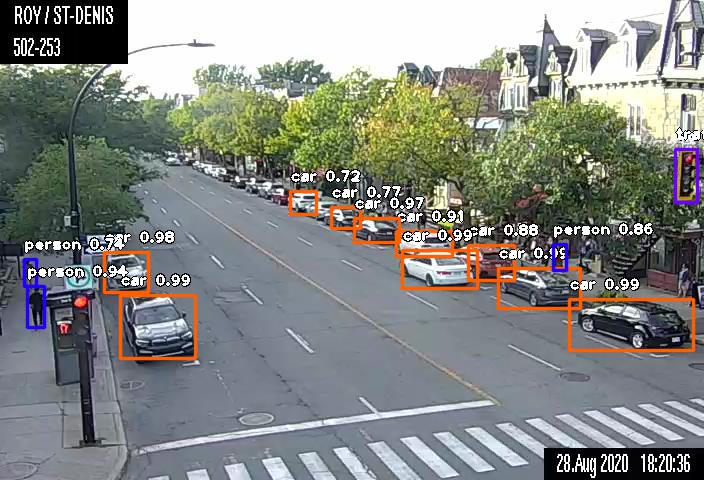 ROY / ST-DENIS
502-253
car 0.72
car 0.77
car 0.97
car 0.91
car 0.99
car 0.88
person 0.86
person 0.74
car 0.98
person 0.94
car 0.99
car 0.99
car 0.99
28.Aug 2020 18:20:36